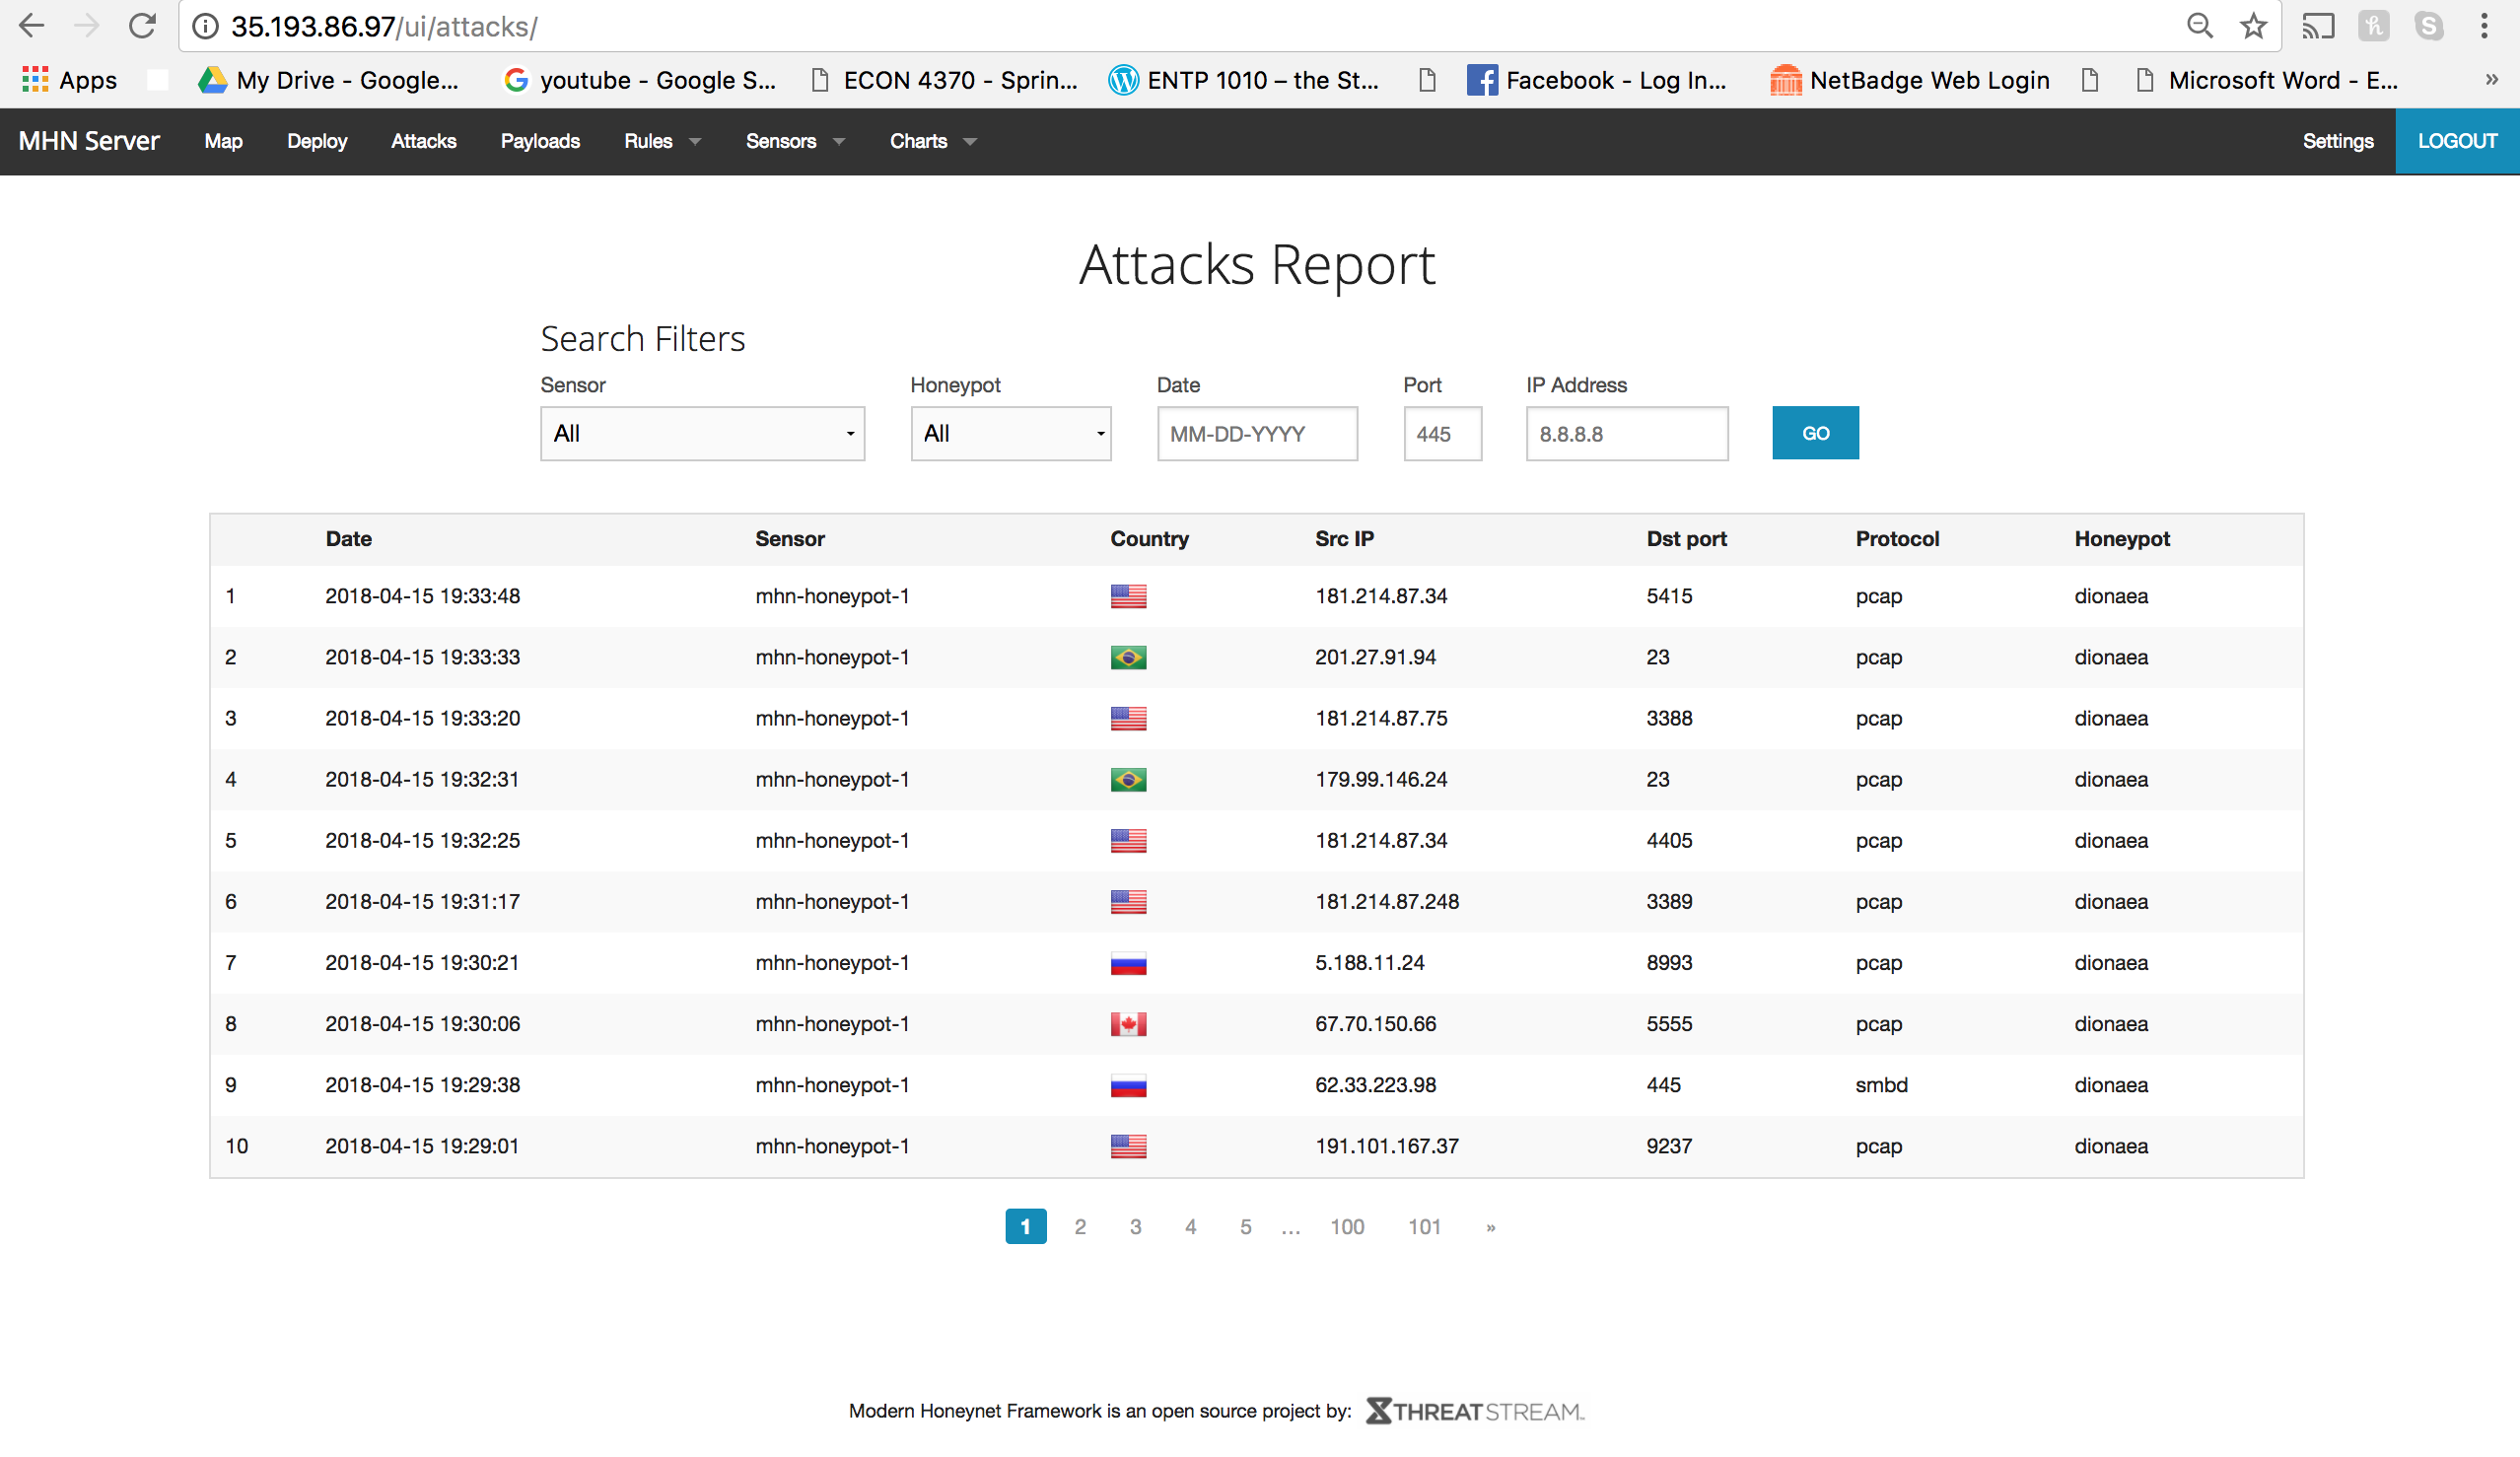 35.193.86.97/ui/attacks/
Apps My Drive - Google... youtube - Google S... ECON 4370 - Sprin... ENTP 1010 – the St... Facebook - Log In... NetBadge Web Login Microsoft Word - E... »
MHN Server Map Deploy Attacks Payloads Rules Sensors Charts Settings LOGOUT
Attacks Report
Search Filters
Sensor Honeypot Date Port IP Address
All All MM-DD-YYYY 445 8.8.8.8 GO
Date Sensor Country Src IP Dst port Protocol Honeypot
1 2018-04-15 19:33:48 mhn-honeypot-1 181.214.87.34 5415 pcap dionaea
2 2018-04-15 19:33:33 mhn-honeypot-1 201.27.91.94 23 pcap dionaea
3 2018-04-15 19:33:20 mhn-honeypot-1 181.214.87.75 3388 pcap dionaea
4 2018-04-15 19:32:31 mhn-honeypot-1 179.99.146.24 23 pcap dionaea
5 2018-04-15 19:32:25 mhn-honeypot-1 181.214.87.34 4405 pcap dionaea
6 2018-04-15 19:31:17 mhn-honeypot-1 181.214.87.248 3389 pcap dionaea
7 2018-04-15 19:30:21 mhn-honeypot-1 5.188.11.24 8993 pcap dionaea
8 2018-04-15 19:30:06 mhn-honeypot-1 67.70.150.66 5555 pcap dionaea
9 2018-04-15 19:29:38 mhn-honeypot-1 62.33.223.98 445 smbd dionaea
10 2018-04-15 19:29:01 mhn-honeypot-1 191.101.167.37 9237 pcap dionaea
1 2 3 4 5 ... 100 101 »
Modern Honeynet Framework is an open source project by: THREATSTREAM